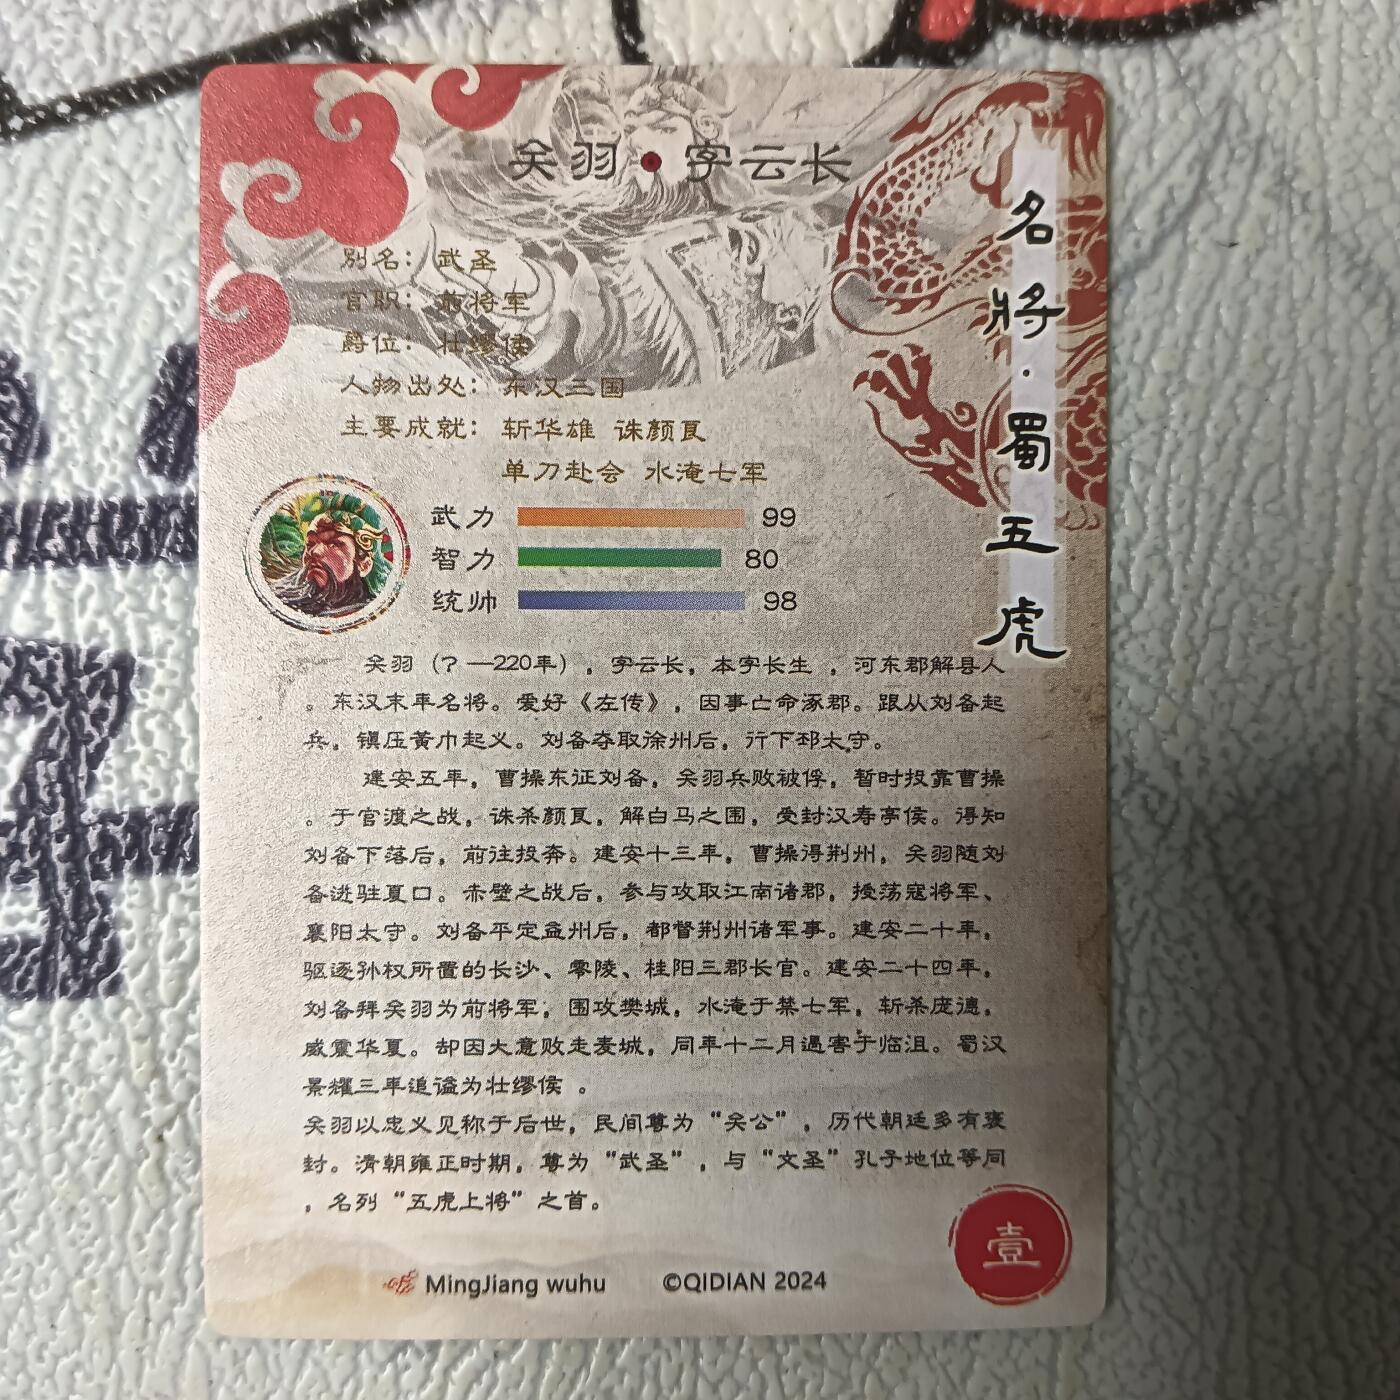 关羽·字云长
别名：武圣
官职：前将军
爵位：壮缪侯
人物出处：东汉三国
主要成就：斩华雄 诛颜良
单刀赴会 水淹七军
武力 99
智力 80
统帅 98
名将·蜀五虎
关羽（？—220年），字云长，本字长生 ，河东郡解县人
。东汉末年名将。爱好《左传》，因事亡命涿郡。跟从刘备起
兵，镇压黄巾起义。刘备夺取徐州后，行下邳太守。
建安五年，曹操东征刘备，关羽兵败被俘，暂时投靠曹操
。于官渡之战，诛杀颜良，解白马之围，受封汉寿亭侯。得知
刘备下落后，前往投奔。建安十三年，曹操得荆州，关羽随刘
备进驻夏口。赤壁之战后，参与攻取江南诸郡，授荡寇将军、
襄阳太守。刘备平定益州后，都督荆州诸军事。建安二十年，
驱逐孙权所置的长沙、零陵、桂阳三郡长官。建安二十四年，
刘备拜关羽为前将军，围攻樊城，水淹于禁七军，斩杀庞德，
威震华夏。却因大意败走麦城，同年十二月遇害于临沮。蜀汉
景耀三年追谥为壮缪侯 。
关羽以忠义见称于后世，民间尊为“关公”，历代朝廷多有褒
封。清朝雍正时期，尊为“武圣”，与“文圣”孔子地位等同
，名列“五虎上将”之首。
壹
MingJiang wuhu ©QIDIAN 2024